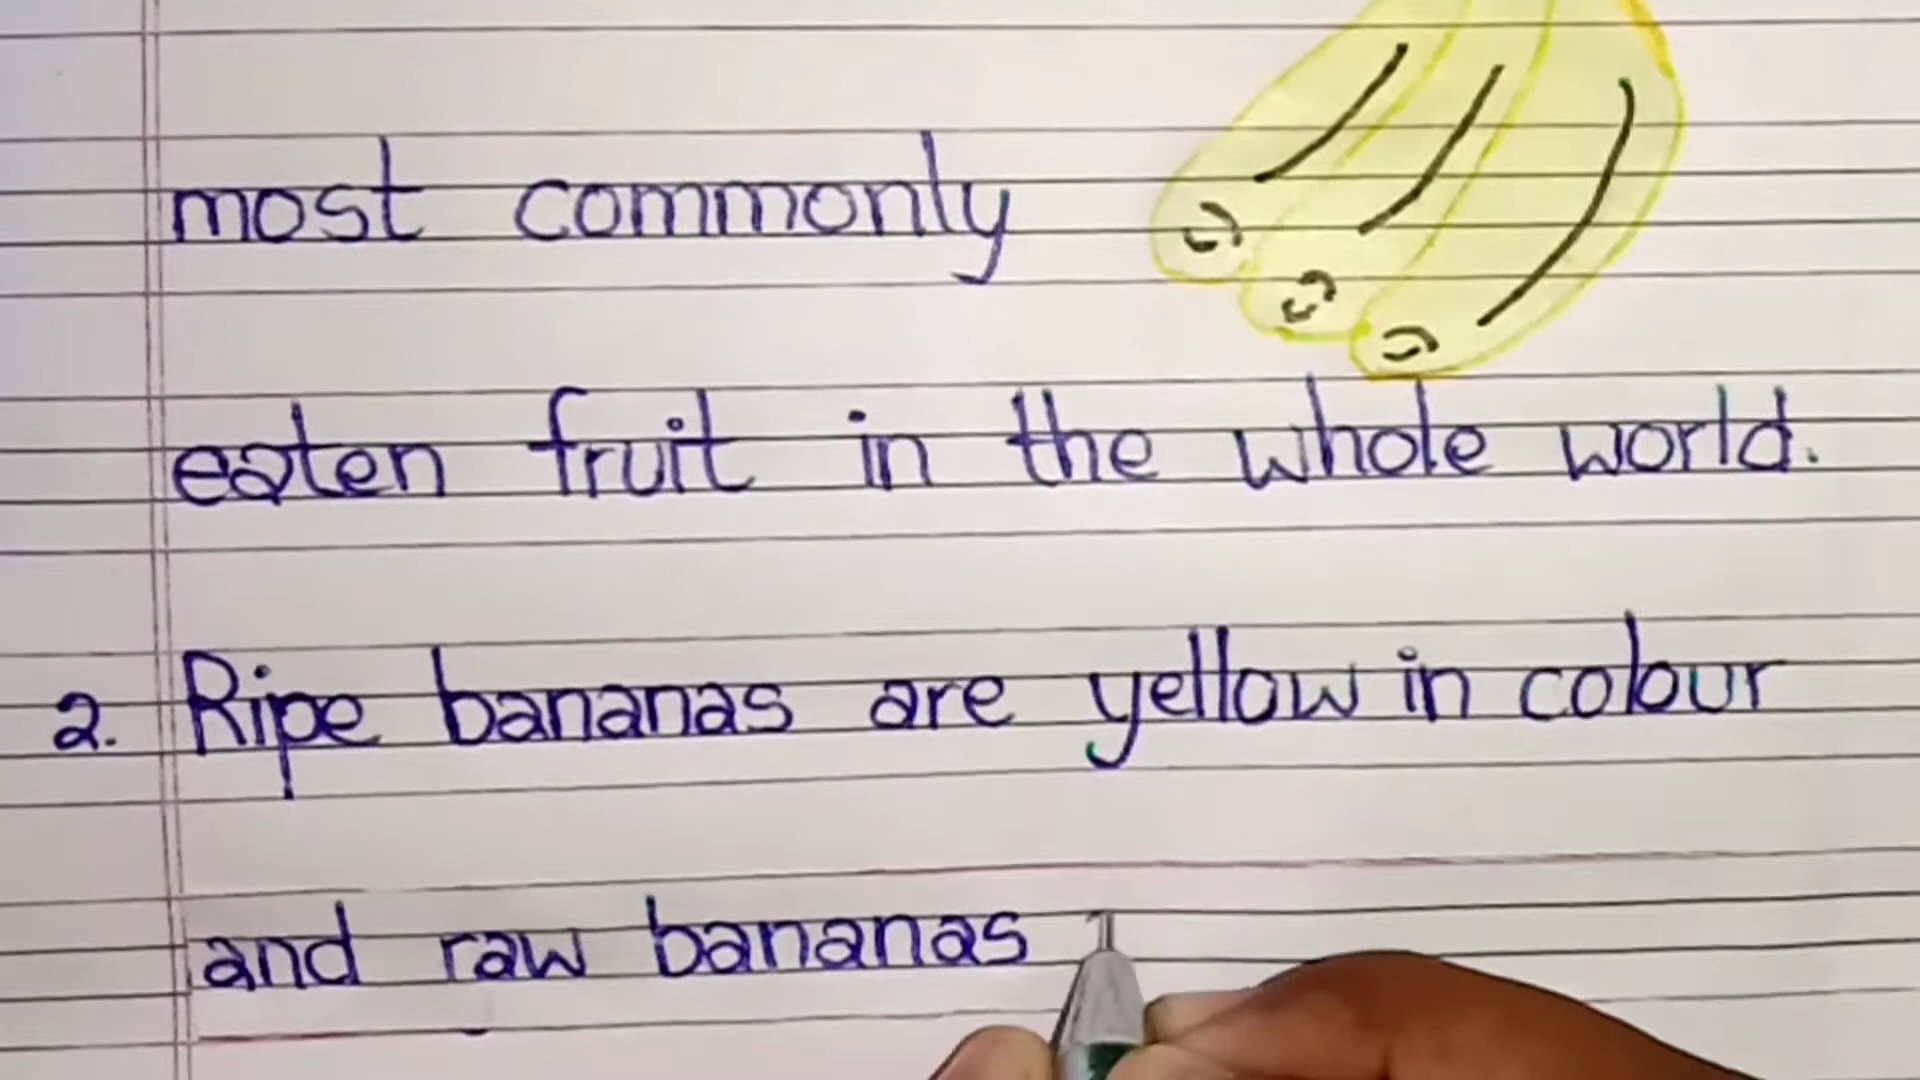 most commonly
eaten fruit in the whole world.
2. Ripe bananas are yellow in colour
and raw bananas